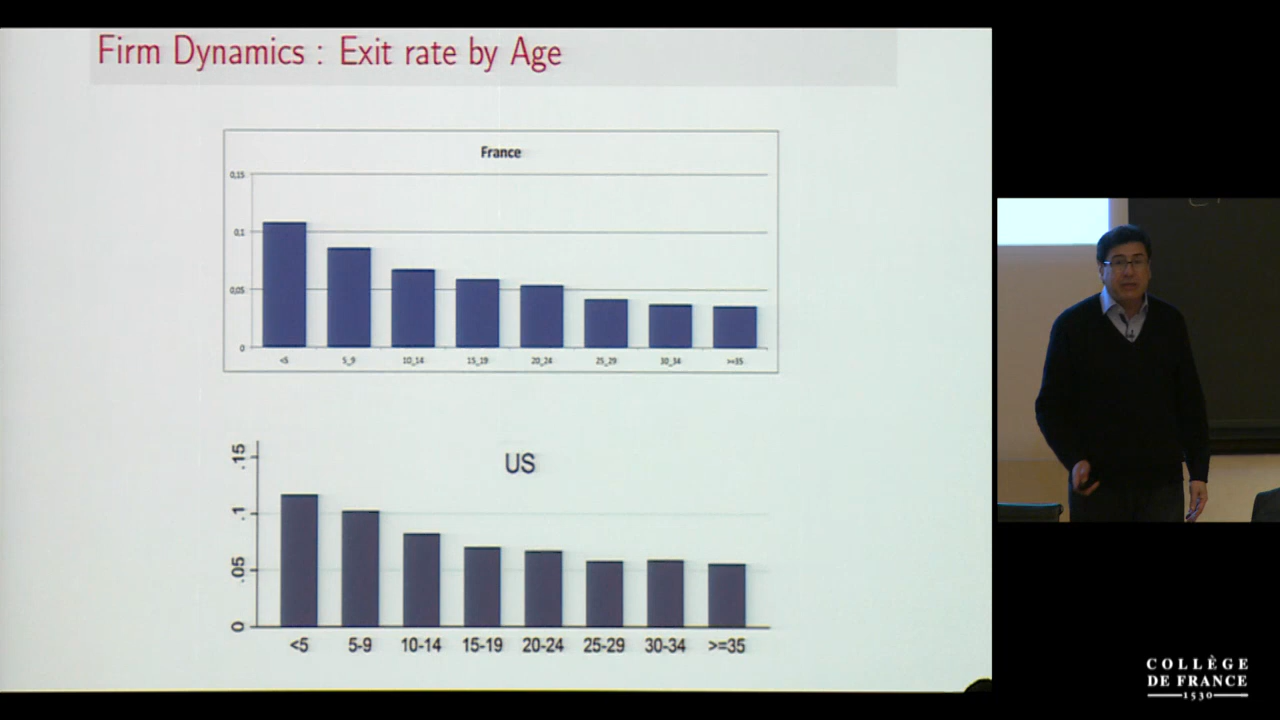 Firm Dynamics : Exit rate by Age
France
0,15
0,1
0,05
0
<5 5_9 10_14 15_19 20_24 25_29 30_34 >=35
US
.15
.1
.05
0
<5 5-9 10-14 15-19 20-24 25-29 30-34 >=35
COLLÈGE
DE FRANCE
1530